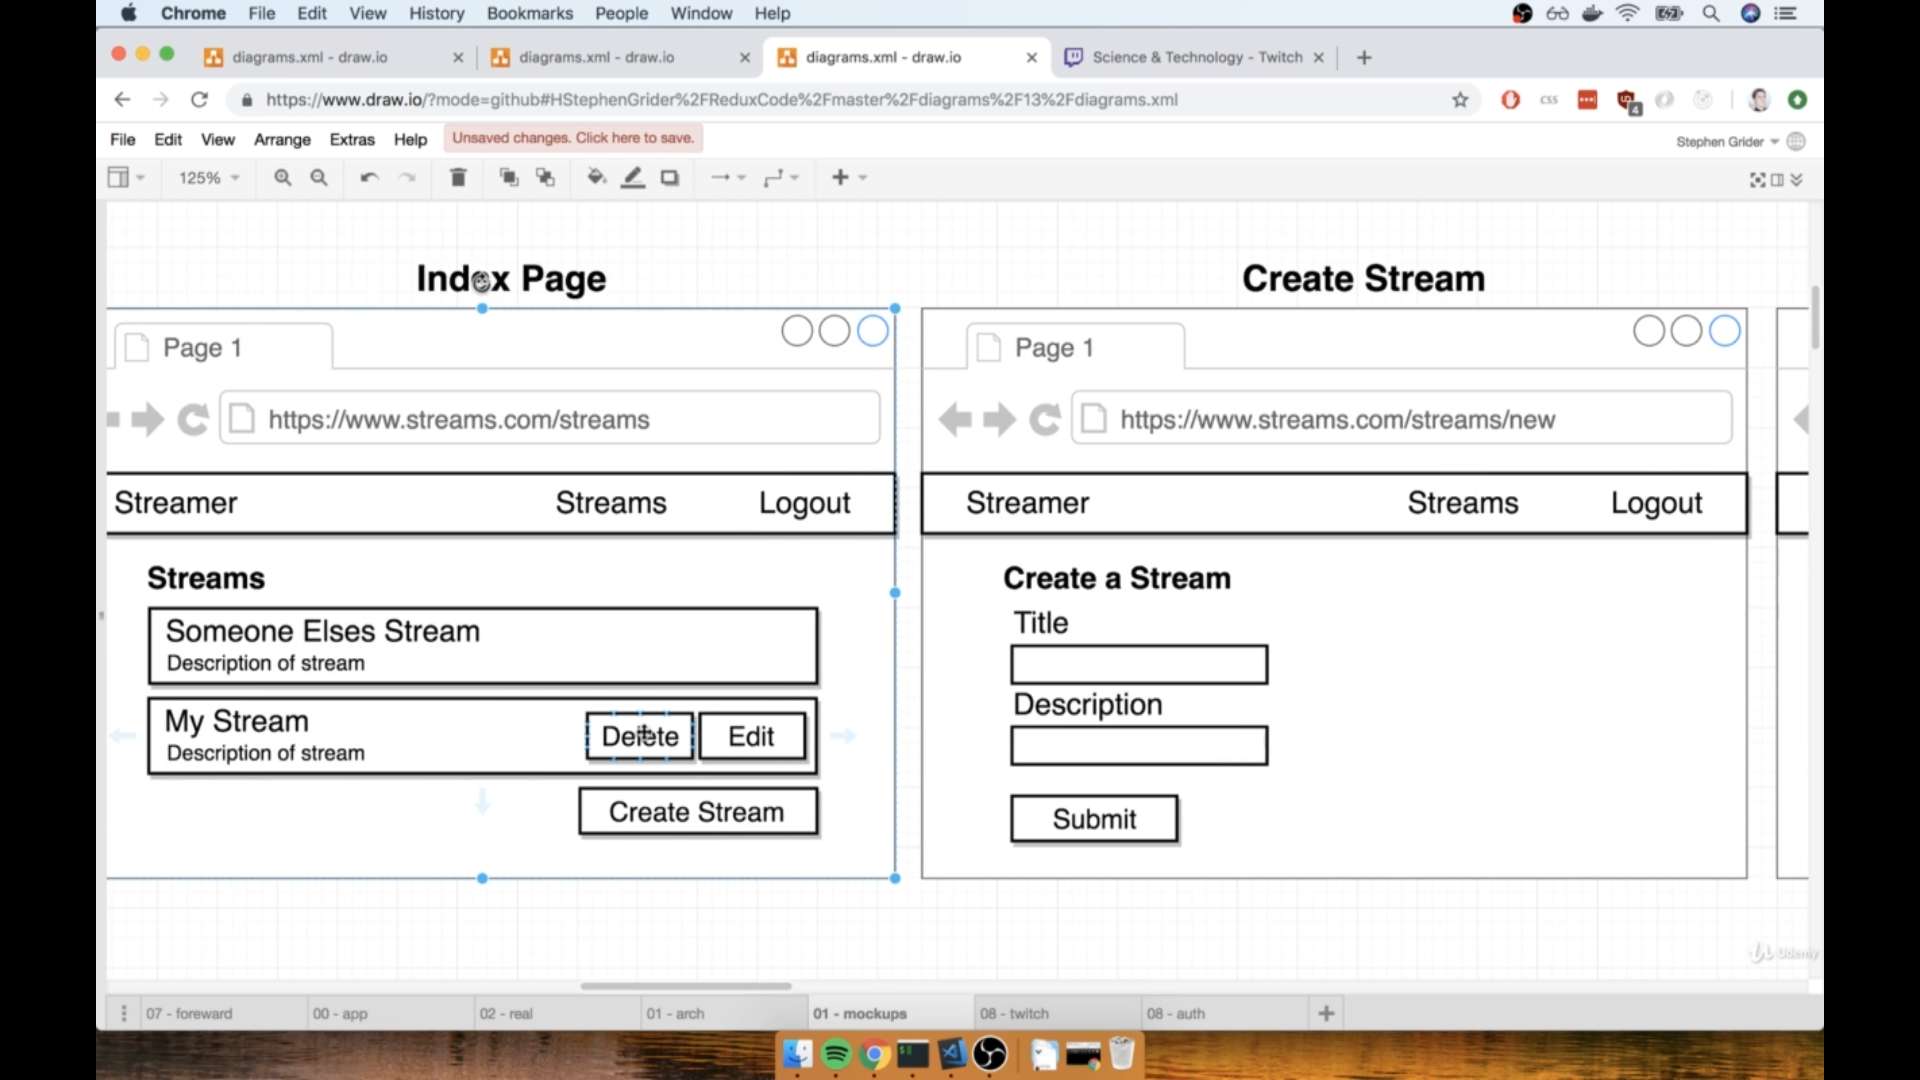 Chrome File Edit View History Bookmarks People Window Help
diagrams.xml - draw.io diagrams.xml - draw.io diagrams.xml - draw.io Science & Technology - Twitch
https://www.draw.io/?mode=github#HStephenGrider%2FReduxCode%2Fmaster%2Fdiagrams%2F13%2Fdiagrams.xml
CSS
4
File Edit View Arrange Extras Help Unsaved changes. Click here to save. Stephen Grider
125%
Index Page
Page 1
https://www.streams.com/streams
Streamer Streams Logout
Streams
Someone Elses Stream
Description of stream
My Stream
Description of stream
Delete Edit
Create Stream
Create Stream
Page 1
https://www.streams.com/streams/new
Streamer Streams Logout
Create a Stream
Title
Description
Submit
Udemy
07 - foreward 00 - app 02 - real 01 - arch 01 - mockups 08 - twitch 08 - auth